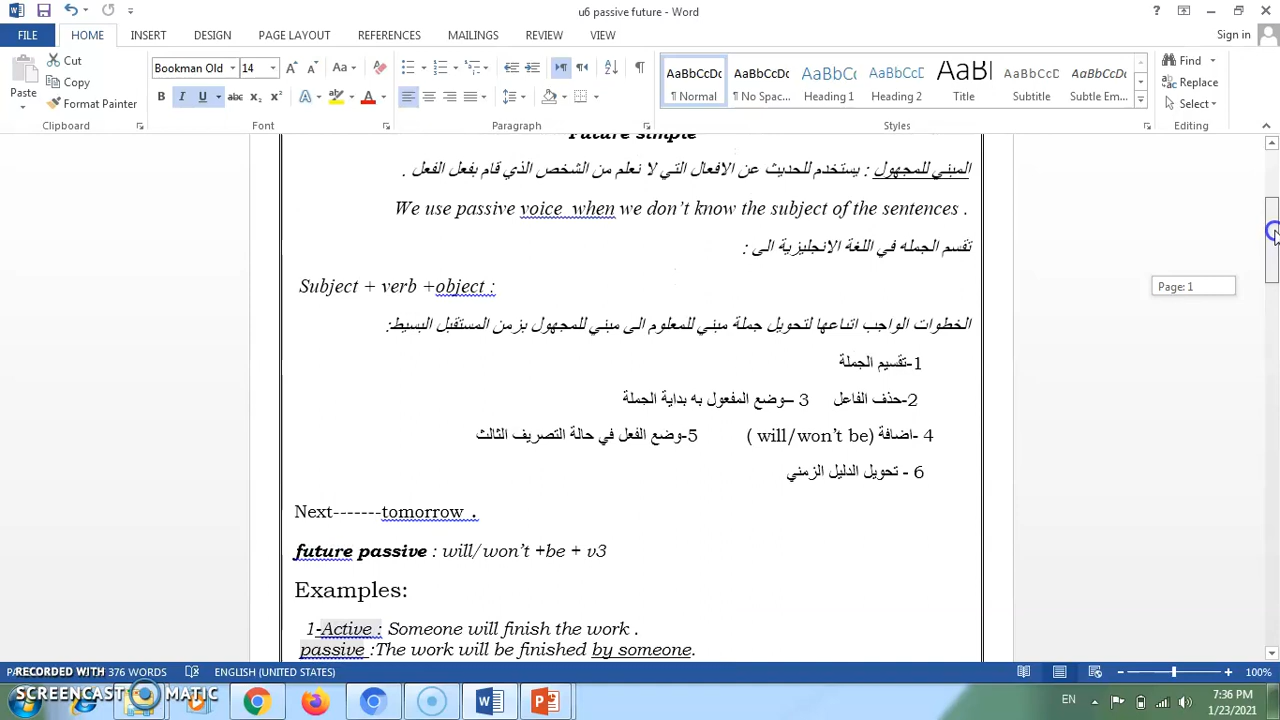 u6 passive future - Word
Sign in
FILE HOME INSERT DESIGN PAGE LAYOUT REFERENCES MAILINGS REVIEW VIEW
Paste
Cut
Copy
Format Painter
Bookman Old 14
AaBbCcDc AaBbCcDc AaBbCc AaBbCc AaBl AaBbCcD AaBbCcDc
¶ Normal ¶ No Spac... Heading 1 Heading 2 Title Subtitle Subtle Em...
Find
Replace
Select
Clipboard Font Paragraph Styles Editing
Future simple
المبني للمجهول : يستخدم للحديث عن الافعال التي لا نعلم من الشخص الذي قام بفعل الفعل .
We use passive voice when we don't know the subject of the sentences .
تقسم الجمله في اللغة الانجليزية الى :
Subject + verb +object :
Page: 1
الخطوات الواجب اتباعها لتحويل جملة مبني للمعلوم الى مبني للمجهول بزمن المستقبل البسيط:
1-تقسيم الجملة
2-حذف الفاعل 3 –وضع المفعول به بداية الجملة
4 -اضافة (will/won't be ) 5-وضع الفعل في حالة التصريف الثالث
6 - تحويل الدليل الزمني
Next-------tomorrow .
future passive : will/won't +be + v3
Examples:
1-Active : Someone will finish the work .
passive :The work will be finished by someone.
376 WORDS ENGLISH (UNITED STATES) 100%
RECORDED WITH
SCREENCAST MATIC
EN
7:36 PM
1/23/2021